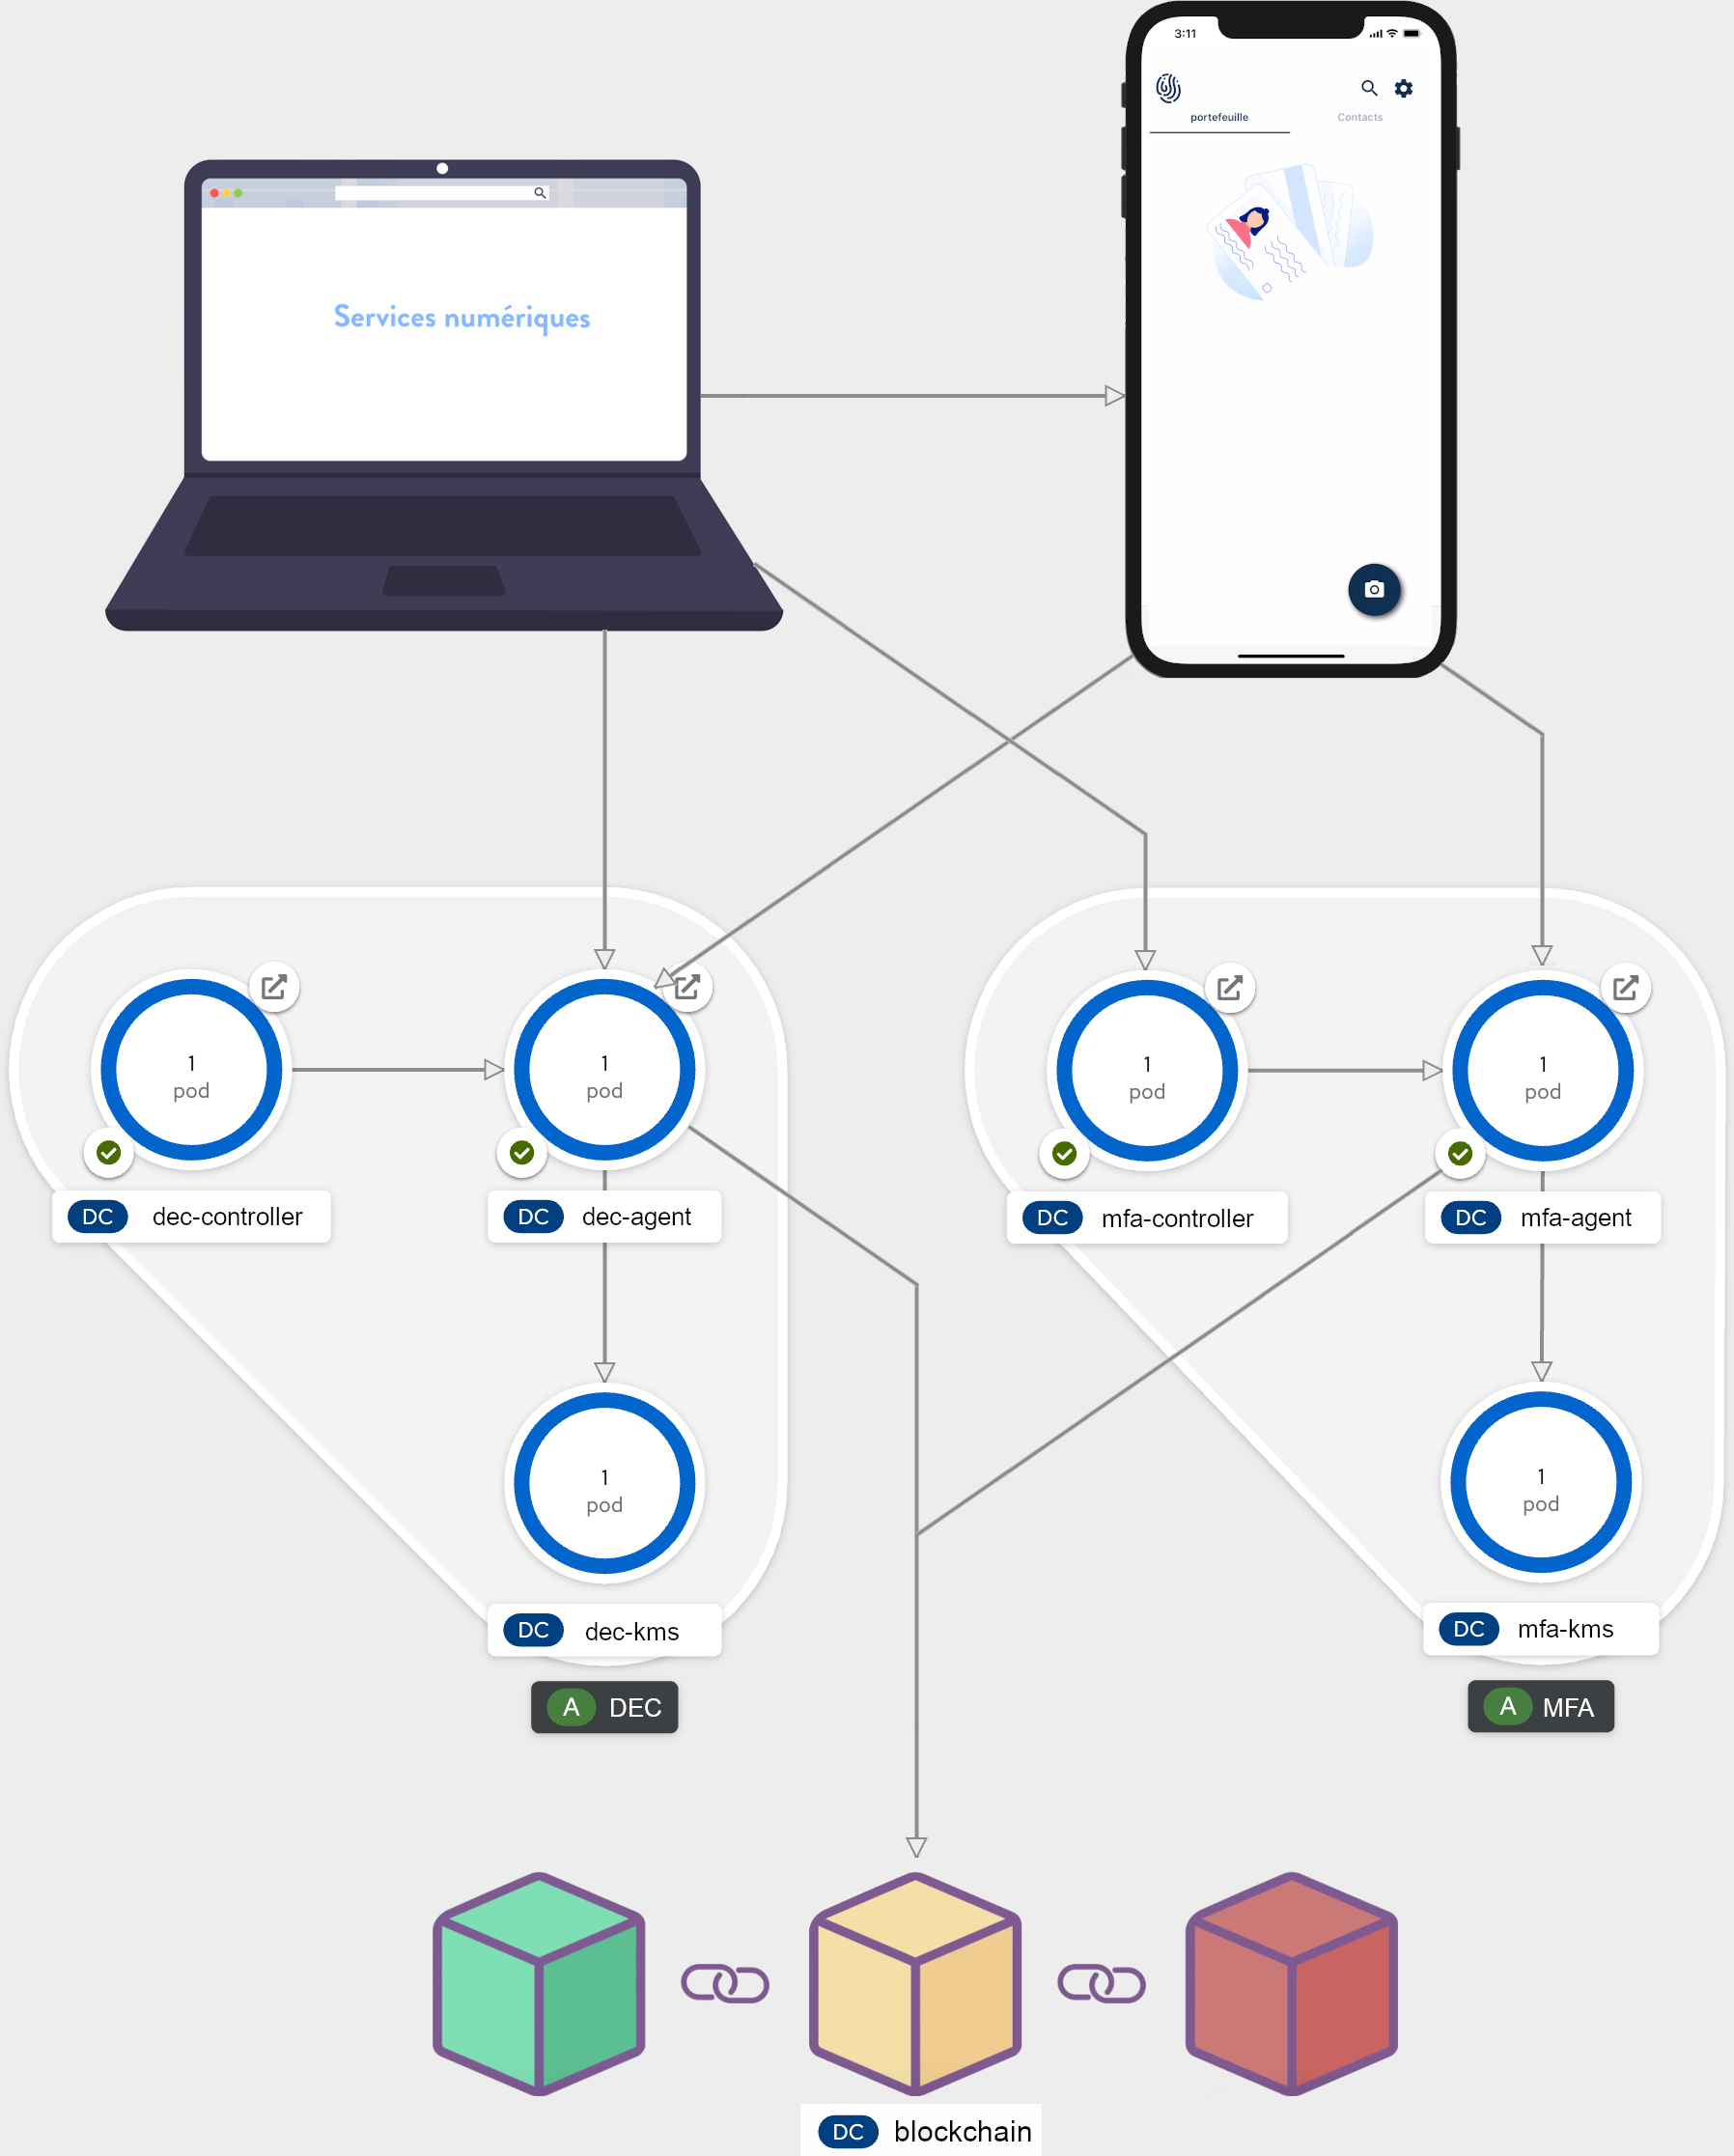 3:11
portefeuille
Contacts
Services numériques
1
pod
1
pod
1
pod
1
pod
DC dec-controller
DC dec-agent
DC mfa-controller
DC mfa-agent
1
pod
1
pod
DC dec-kms
DC mfa-kms
A DEC
A MFA
DC blockchain